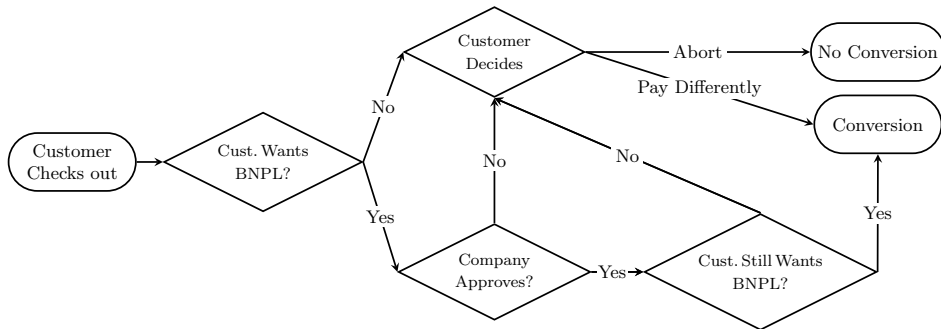 Customer
Decides
Abort
No Conversion
Pay Differently
No
Conversion
Customer
Checks out
Cust. Wants
BNPL?
No
No
Yes
Yes
Company
Approves?
Yes
Cust. Still Wants
BNPL?